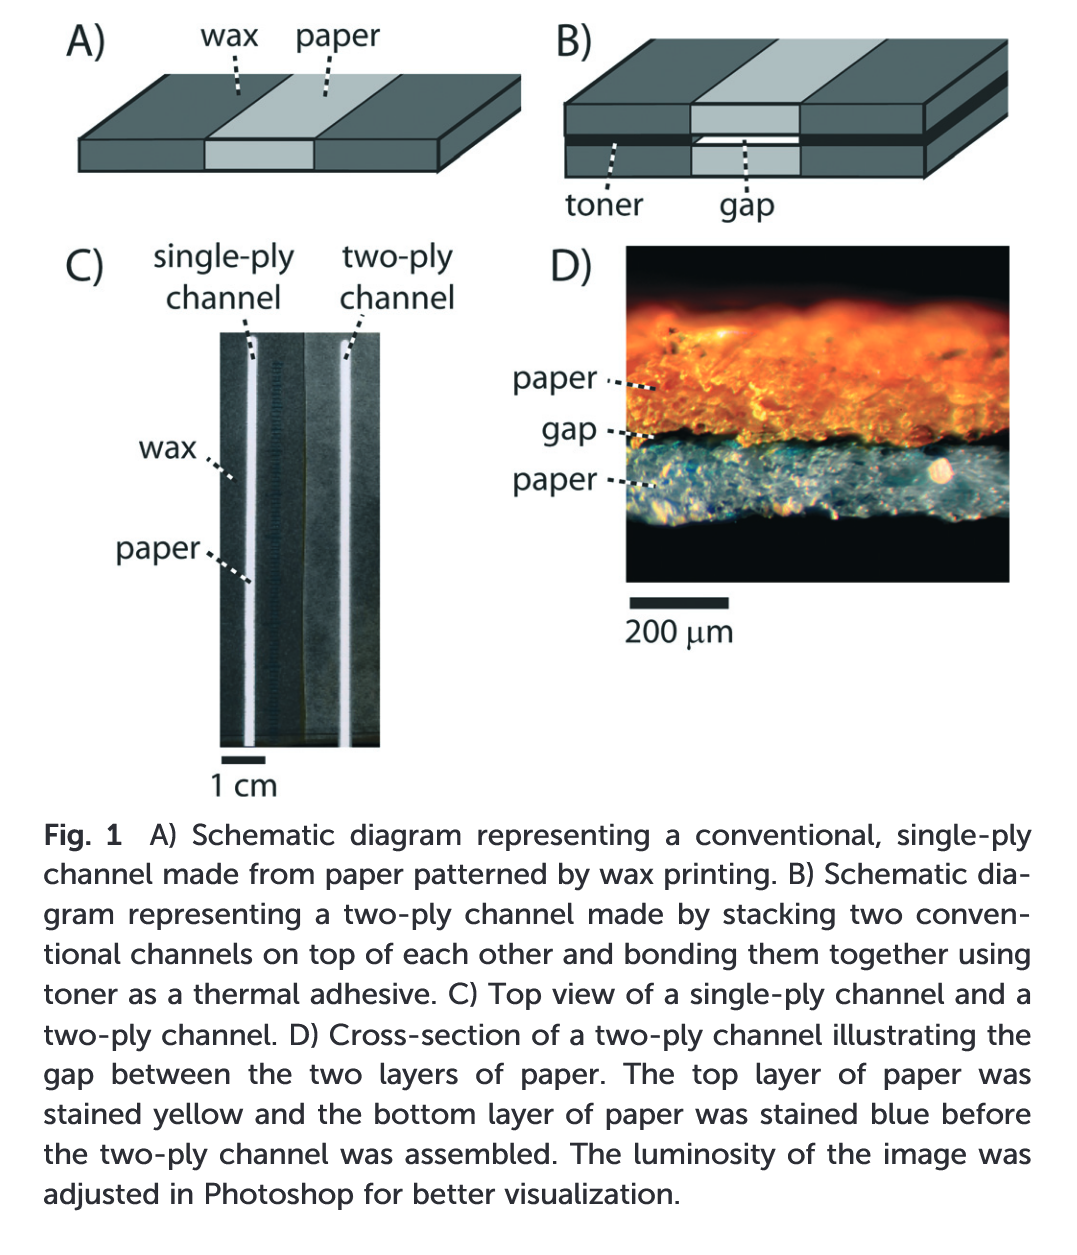 A)
wax
paper
B)
toner
gap
C)
single-ply
channel
two-ply
channel
wax
paper
1 cm
D)
paper
gap
paper
200 μm
Fig. 1 A) Schematic diagram representing a conventional, single-ply
channel made from paper patterned by wax printing. B) Schematic dia-
gram representing a two-ply channel made by stacking two conven-
tional channels on top of each other and bonding them together using
toner as a thermal adhesive. C) Top view of a single-ply channel and a
two-ply channel. D) Cross-section of a two-ply channel illustrating the
gap between the two layers of paper. The top layer of paper was
stained yellow and the bottom layer of paper was stained blue before
the two-ply channel was assembled. The luminosity of the image was
adjusted in Photoshop for better visualization.